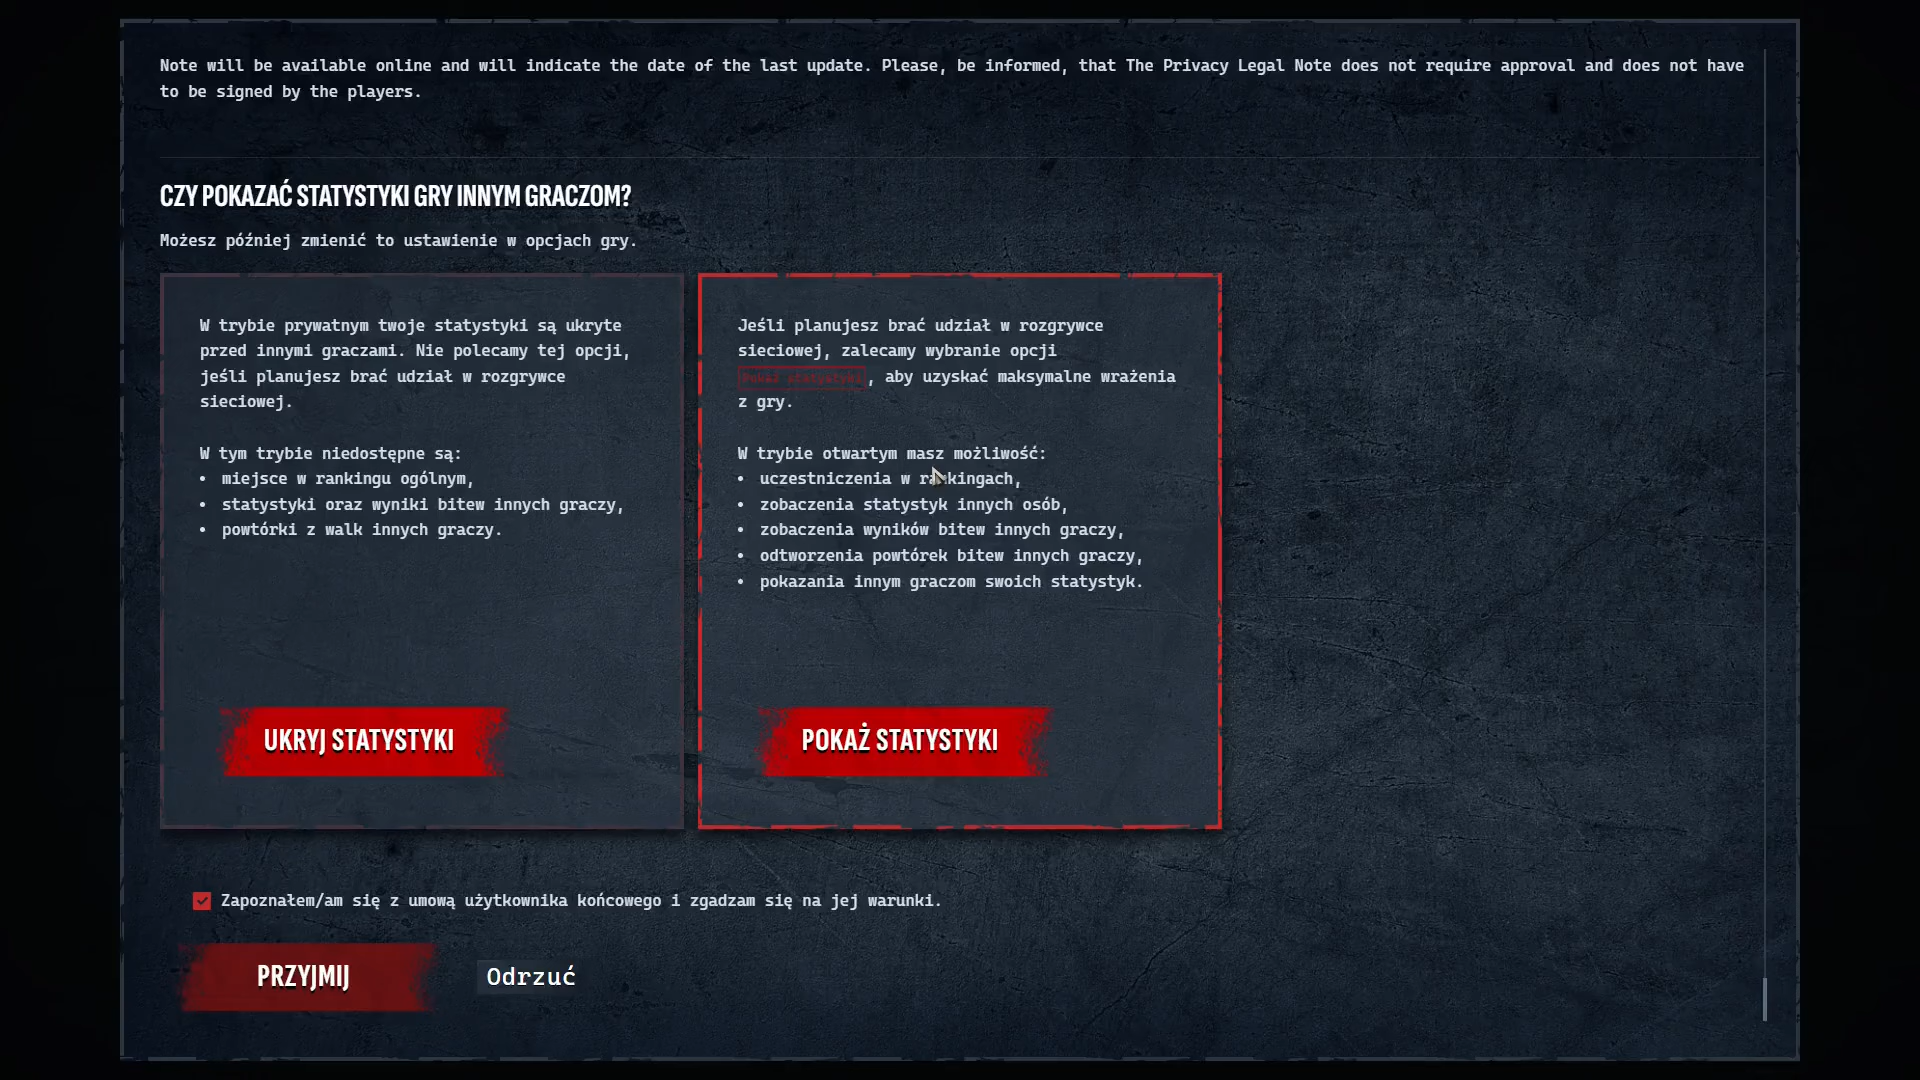 Note will be available online and will indicate the date of the last update. Please, be informed, that The Privacy Legal Note does not require approval and does not have
to be signed by the players.
CZY POKAZAĆ STATYSTYKI GRY INNYM GRACZOM?
Możesz później zmienić to ustawienie w opcjach gry.
W trybie prywatnym twoje statystyki są ukryte
przed innymi graczami. Nie polecamy tej opcji,
jeśli planujesz brać udział w rozgrywce
sieciowej.
W tym trybie niedostępne są:
• miejsce w rankingu ogólnym,
• statystyki oraz wyniki bitew innych graczy,
• powtórki z walk innych graczy.
UKRYJ STATYSTYKI
Jeśli planujesz brać udział w rozgrywce
sieciowej, zalecamy wybranie opcji
Pokaż statystyki, aby uzyskać maksymalne wrażenia
z gry.
W trybie otwartym masz możliwość:
• uczestniczenia w rankingach,
• zobaczenia statystyk innych osób,
• zobaczenia wyników bitew innych graczy,
• odtworzenia powtórek bitew innych graczy,
• pokazania innym graczom swoich statystyk.
POKAŻ STATYSTYKI
Zapoznałem/am się z umową użytkownika końcowego i zgadzam się na jej warunki.
PRZYJMIJ
Odrzuć